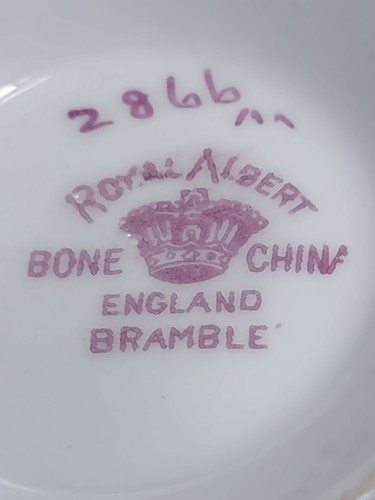 2866
ROYAL ALBERT
BONE CHINA
ENGLAND
BRAMBLE